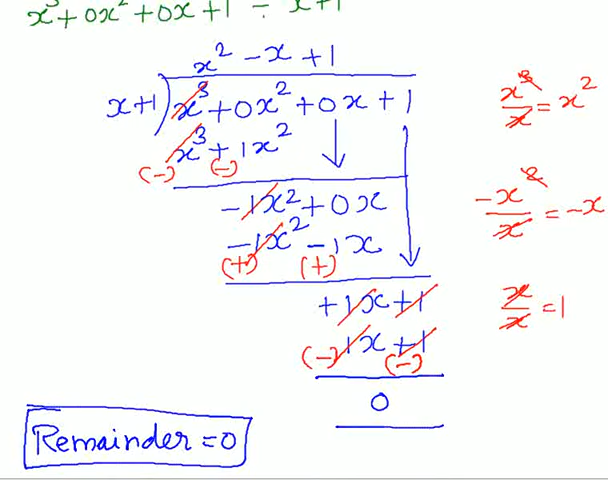 x³+0x²+0x+1 ÷ x+1
x² -x +1
x+1) x³ +0x² +0x +1
x³ +1x²
(-) (-)
-1x² +0x
-1x² -1x
(+) (+)
+1x+1
1x+1
(-) (-)
0
Remainder =0
x³/x = x²
-x²/x = -x
x/x =1